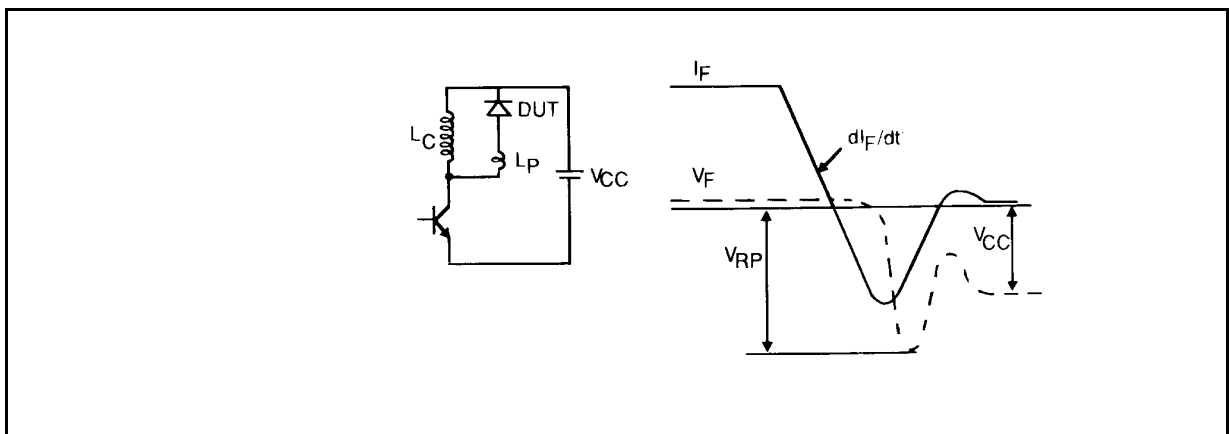 DUT
LC
LP
VCC
IF
dIF/dt
VF
VRP
VCC